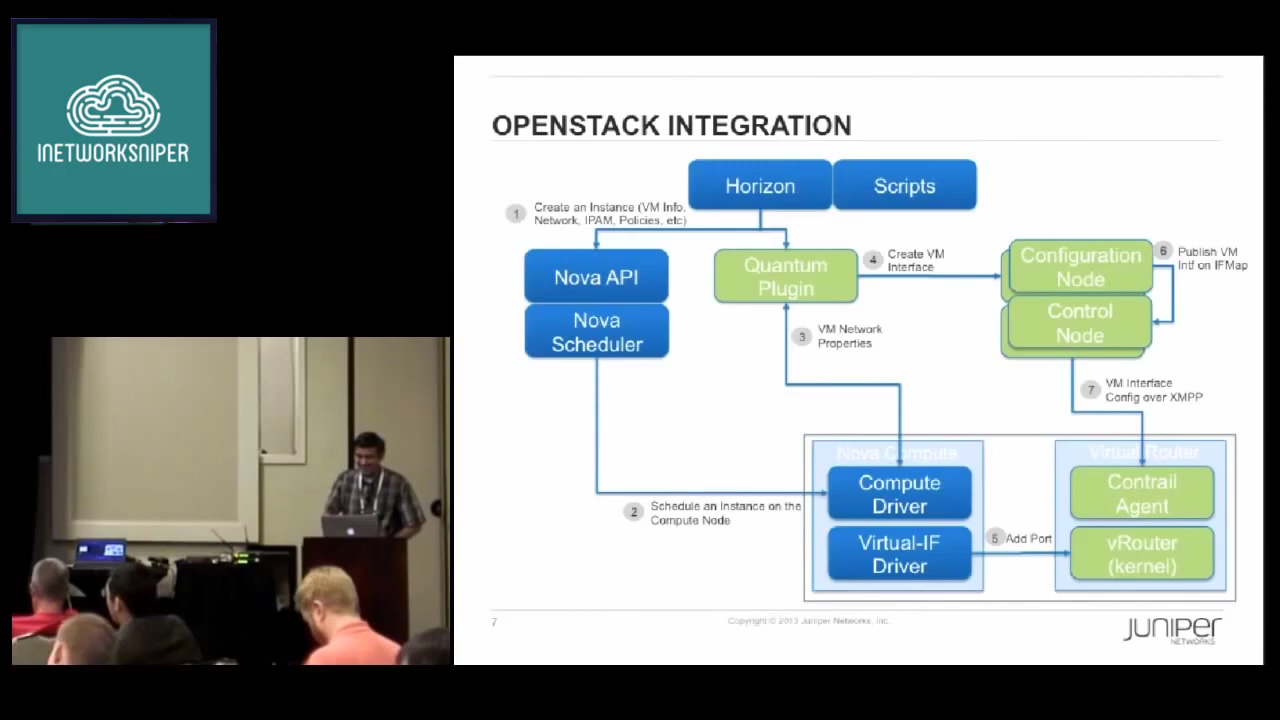 INETWORKSNIPER
OPENSTACK INTEGRATION
Horizon
Scripts
1
Create an Instance (VM Info,
Network, IPAM, Policies, etc)
Nova API
Nova
Scheduler
Quantum
Plugin
4
Create VM
Interface
Configuration
Node
Control
Node
6
Publish VM
Intf on IFMap
3
VM Network
Properties
7
VM Interface
Config over XMPP
2
Schedule an Instance on the
Compute Node
Nova Compute
Compute
Driver
Virtual-IF
Driver
5
Add Port
Virtual Router
Contrail
Agent
vRouter
(kernel)
7
Copyright © 2013 Juniper Networks, Inc.
JUNIPER
NETWORKS